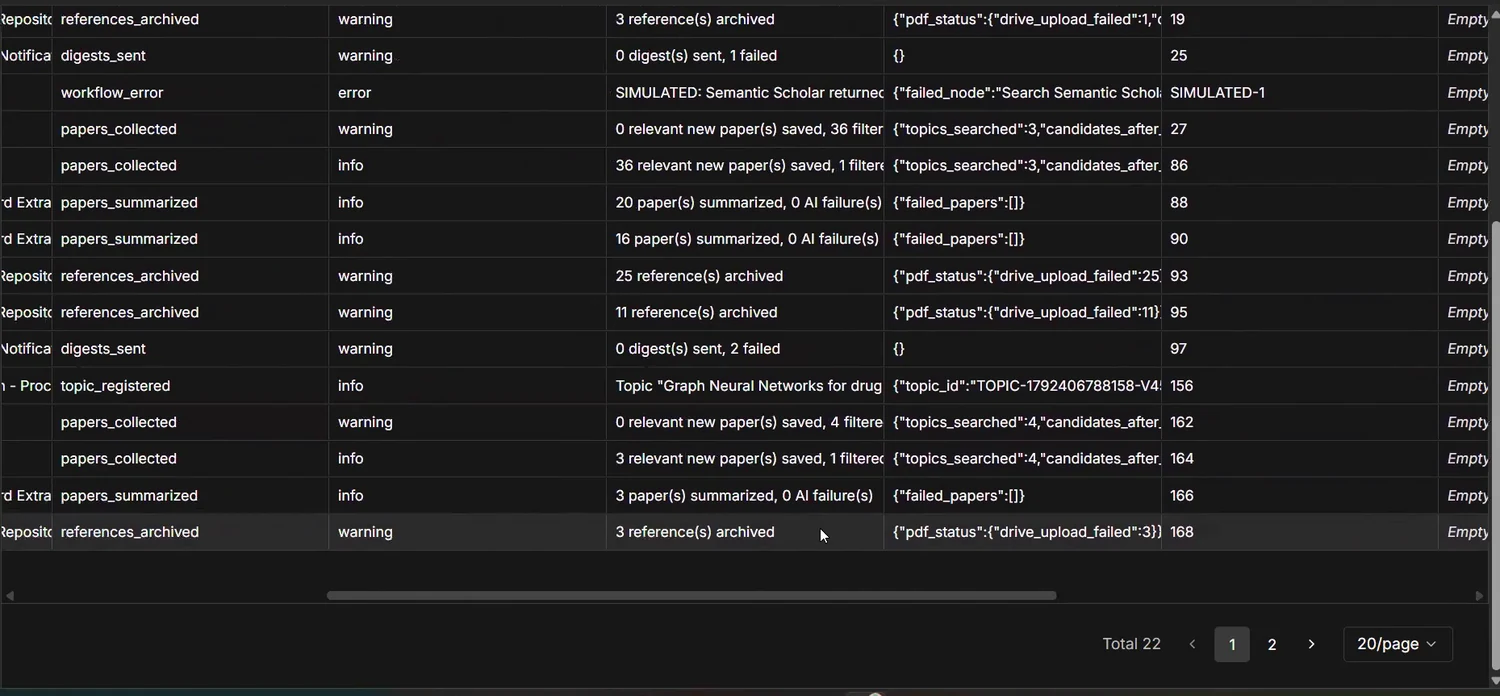 Reposito references_archived warning 3 reference(s) archived {"pdf_status":{"drive_upload_failed":1,"c 19 Empty
Notifica digests_sent warning 0 digest(s) sent, 1 failed {} 25 Empty
workflow_error error SIMULATED: Semantic Scholar returned {"failed_node":"Search Semantic Schola SIMULATED-1 Empty
papers_collected warning 0 relevant new paper(s) saved, 36 filter {"topics_searched":3,"candidates_after_ 27 Empty
papers_collected info 36 relevant new paper(s) saved, 1 filtere {"topics_searched":3,"candidates_after_ 86 Empty
rd Extra papers_summarized info 20 paper(s) summarized, 0 AI failure(s) {"failed_papers":[]} 88 Empty
rd Extra papers_summarized info 16 paper(s) summarized, 0 AI failure(s) {"failed_papers":[]} 90 Empty
Reposito references_archived warning 25 reference(s) archived {"pdf_status":{"drive_upload_failed":25} 93 Empty
Reposito references_archived warning 11 reference(s) archived {"pdf_status":{"drive_upload_failed":11}} 95 Empty
Notifica digests_sent warning 0 digest(s) sent, 2 failed {} 97 Empty
n - Proc topic_registered info Topic "Graph Neural Networks for drug {"topic_id":"TOPIC-1792406788158-V45 156 Empty
papers_collected warning 0 relevant new paper(s) saved, 4 filtere {"topics_searched":4,"candidates_after_ 162 Empty
papers_collected info 3 relevant new paper(s) saved, 1 filtered {"topics_searched":4,"candidates_after_ 164 Empty
rd Extra papers_summarized info 3 paper(s) summarized, 0 AI failure(s) {"failed_papers":[]} 166 Empty
Reposito references_archived warning 3 reference(s) archived {"pdf_status":{"drive_upload_failed":3}} 168 Empty
Total 22 1 2 20/page